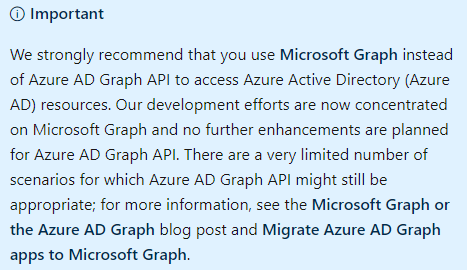 Important
We strongly recommend that you use Microsoft Graph instead
of Azure AD Graph API to access Azure Active Directory (Azure
AD) resources. Our development efforts are now concentrated
on Microsoft Graph and no further enhancements are planned
for Azure AD Graph API. There are a very limited number of
scenarios for which Azure AD Graph API might still be
appropriate; for more information, see the Microsoft Graph or
the Azure AD Graph blog post and Migrate Azure AD Graph
apps to Microsoft Graph.